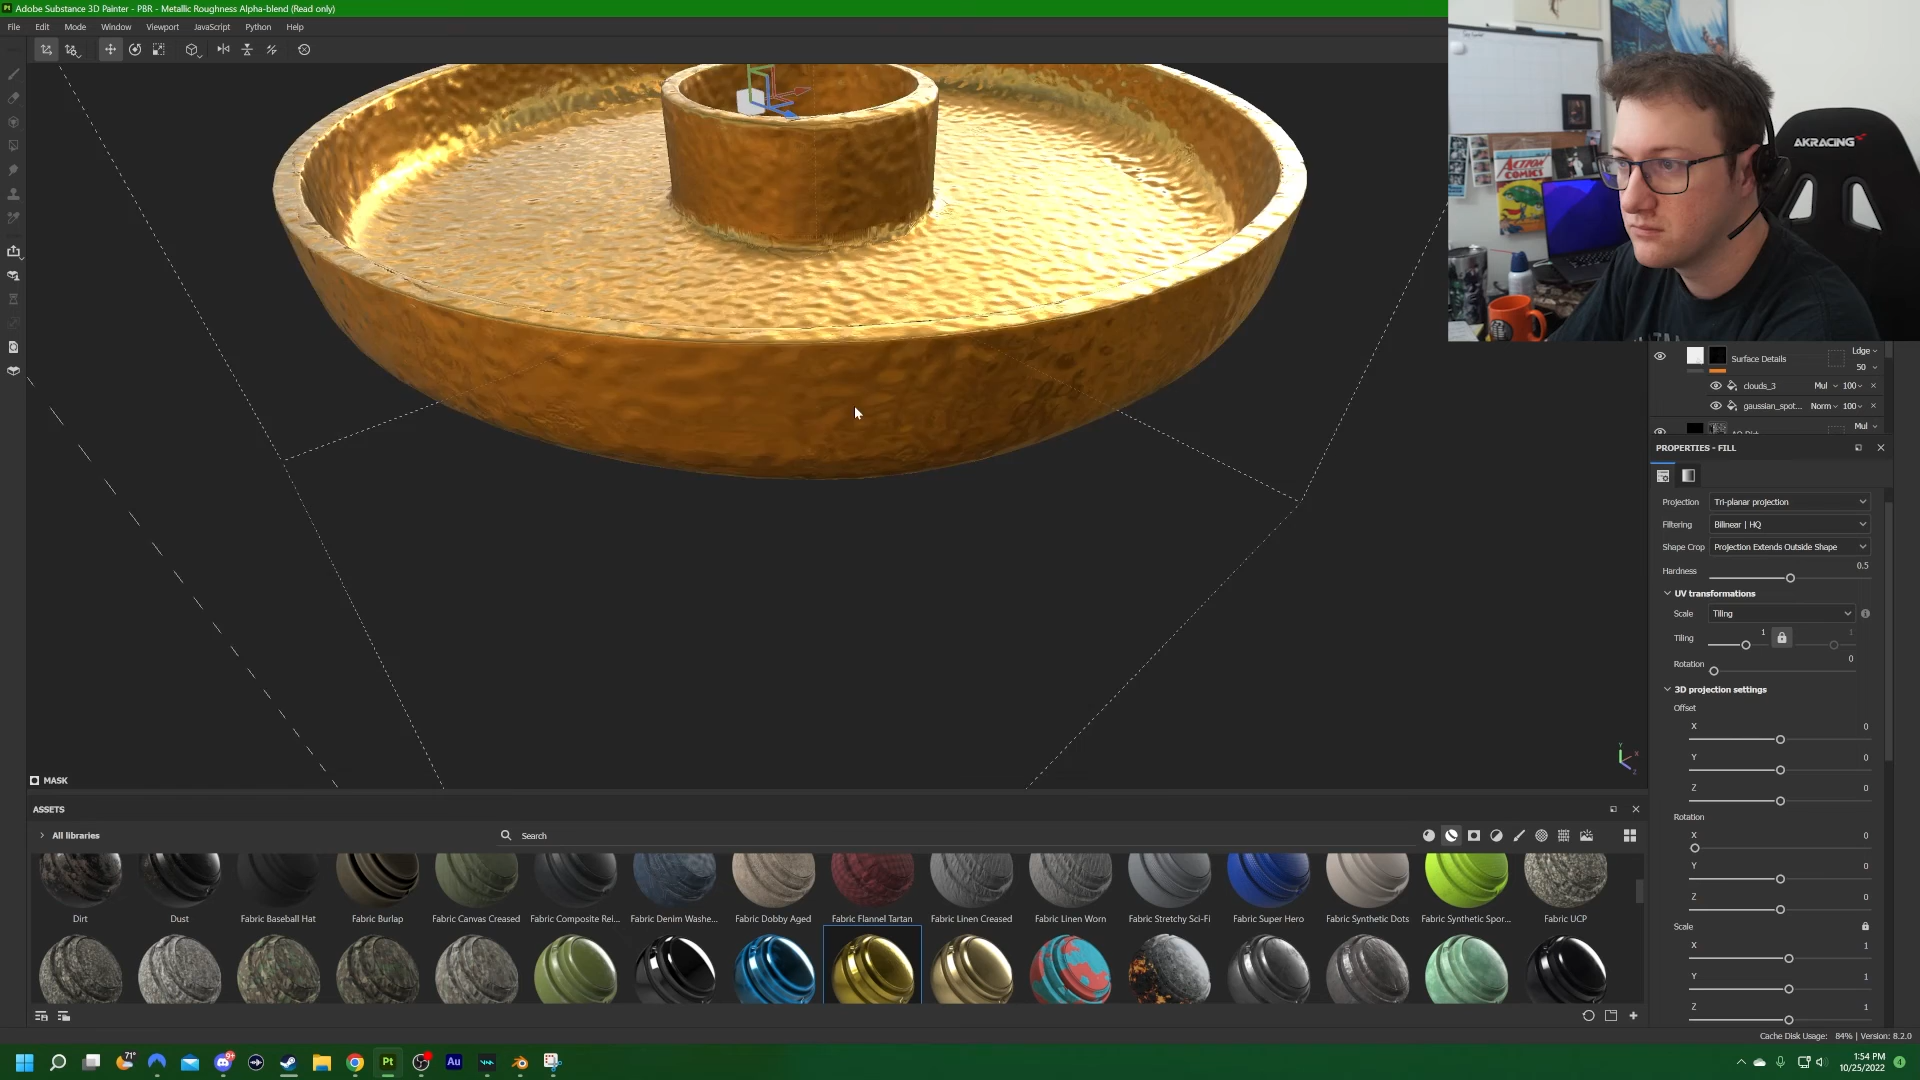 Adobe Substance 3D Painter - PBR - Metallic Roughness Alpha-blend (Read only)
File Edit Mode Window Viewport JavaScript Python Help
AKRACING
ACTION COMICS
Surface Details
Ldge
50
clouds_3 Mul 100
gaussian_spot... Norm 100
Mul
PROPERTIES - FILL
Projection Tri-planar projection
Filtering Bilinear | HQ
Shape Crop Projection Extends Outside Shape
Hardness 0.5
UV transformations
Scale Tiling
Tiling 1 1
Rotation 0
3D projection settings
Offset
X 0
Y 0
Z 0
Rotation
X 0
Y 0
Z 0
Scale
X 1
Y 1
Z 1
MASK
ASSETS
All libraries
Search
Dirt Dust Fabric Baseball Hat Fabric Burlap Fabric Canvas Creased Fabric Composite Rei... Fabric Denim Washe... Fabric Dobby Aged Fabric Flannel Tartan Fabric Linen Creased Fabric Linen Worn Fabric Stretchy Sci-Fi Fabric Super Hero Fabric Synthetic Dots Fabric Synthetic Spor... Fabric UCP
Cache Disk Usage: 84% | Version: 8.2.0
71°
Pt
Au
1:54 PM
10/25/2022
4